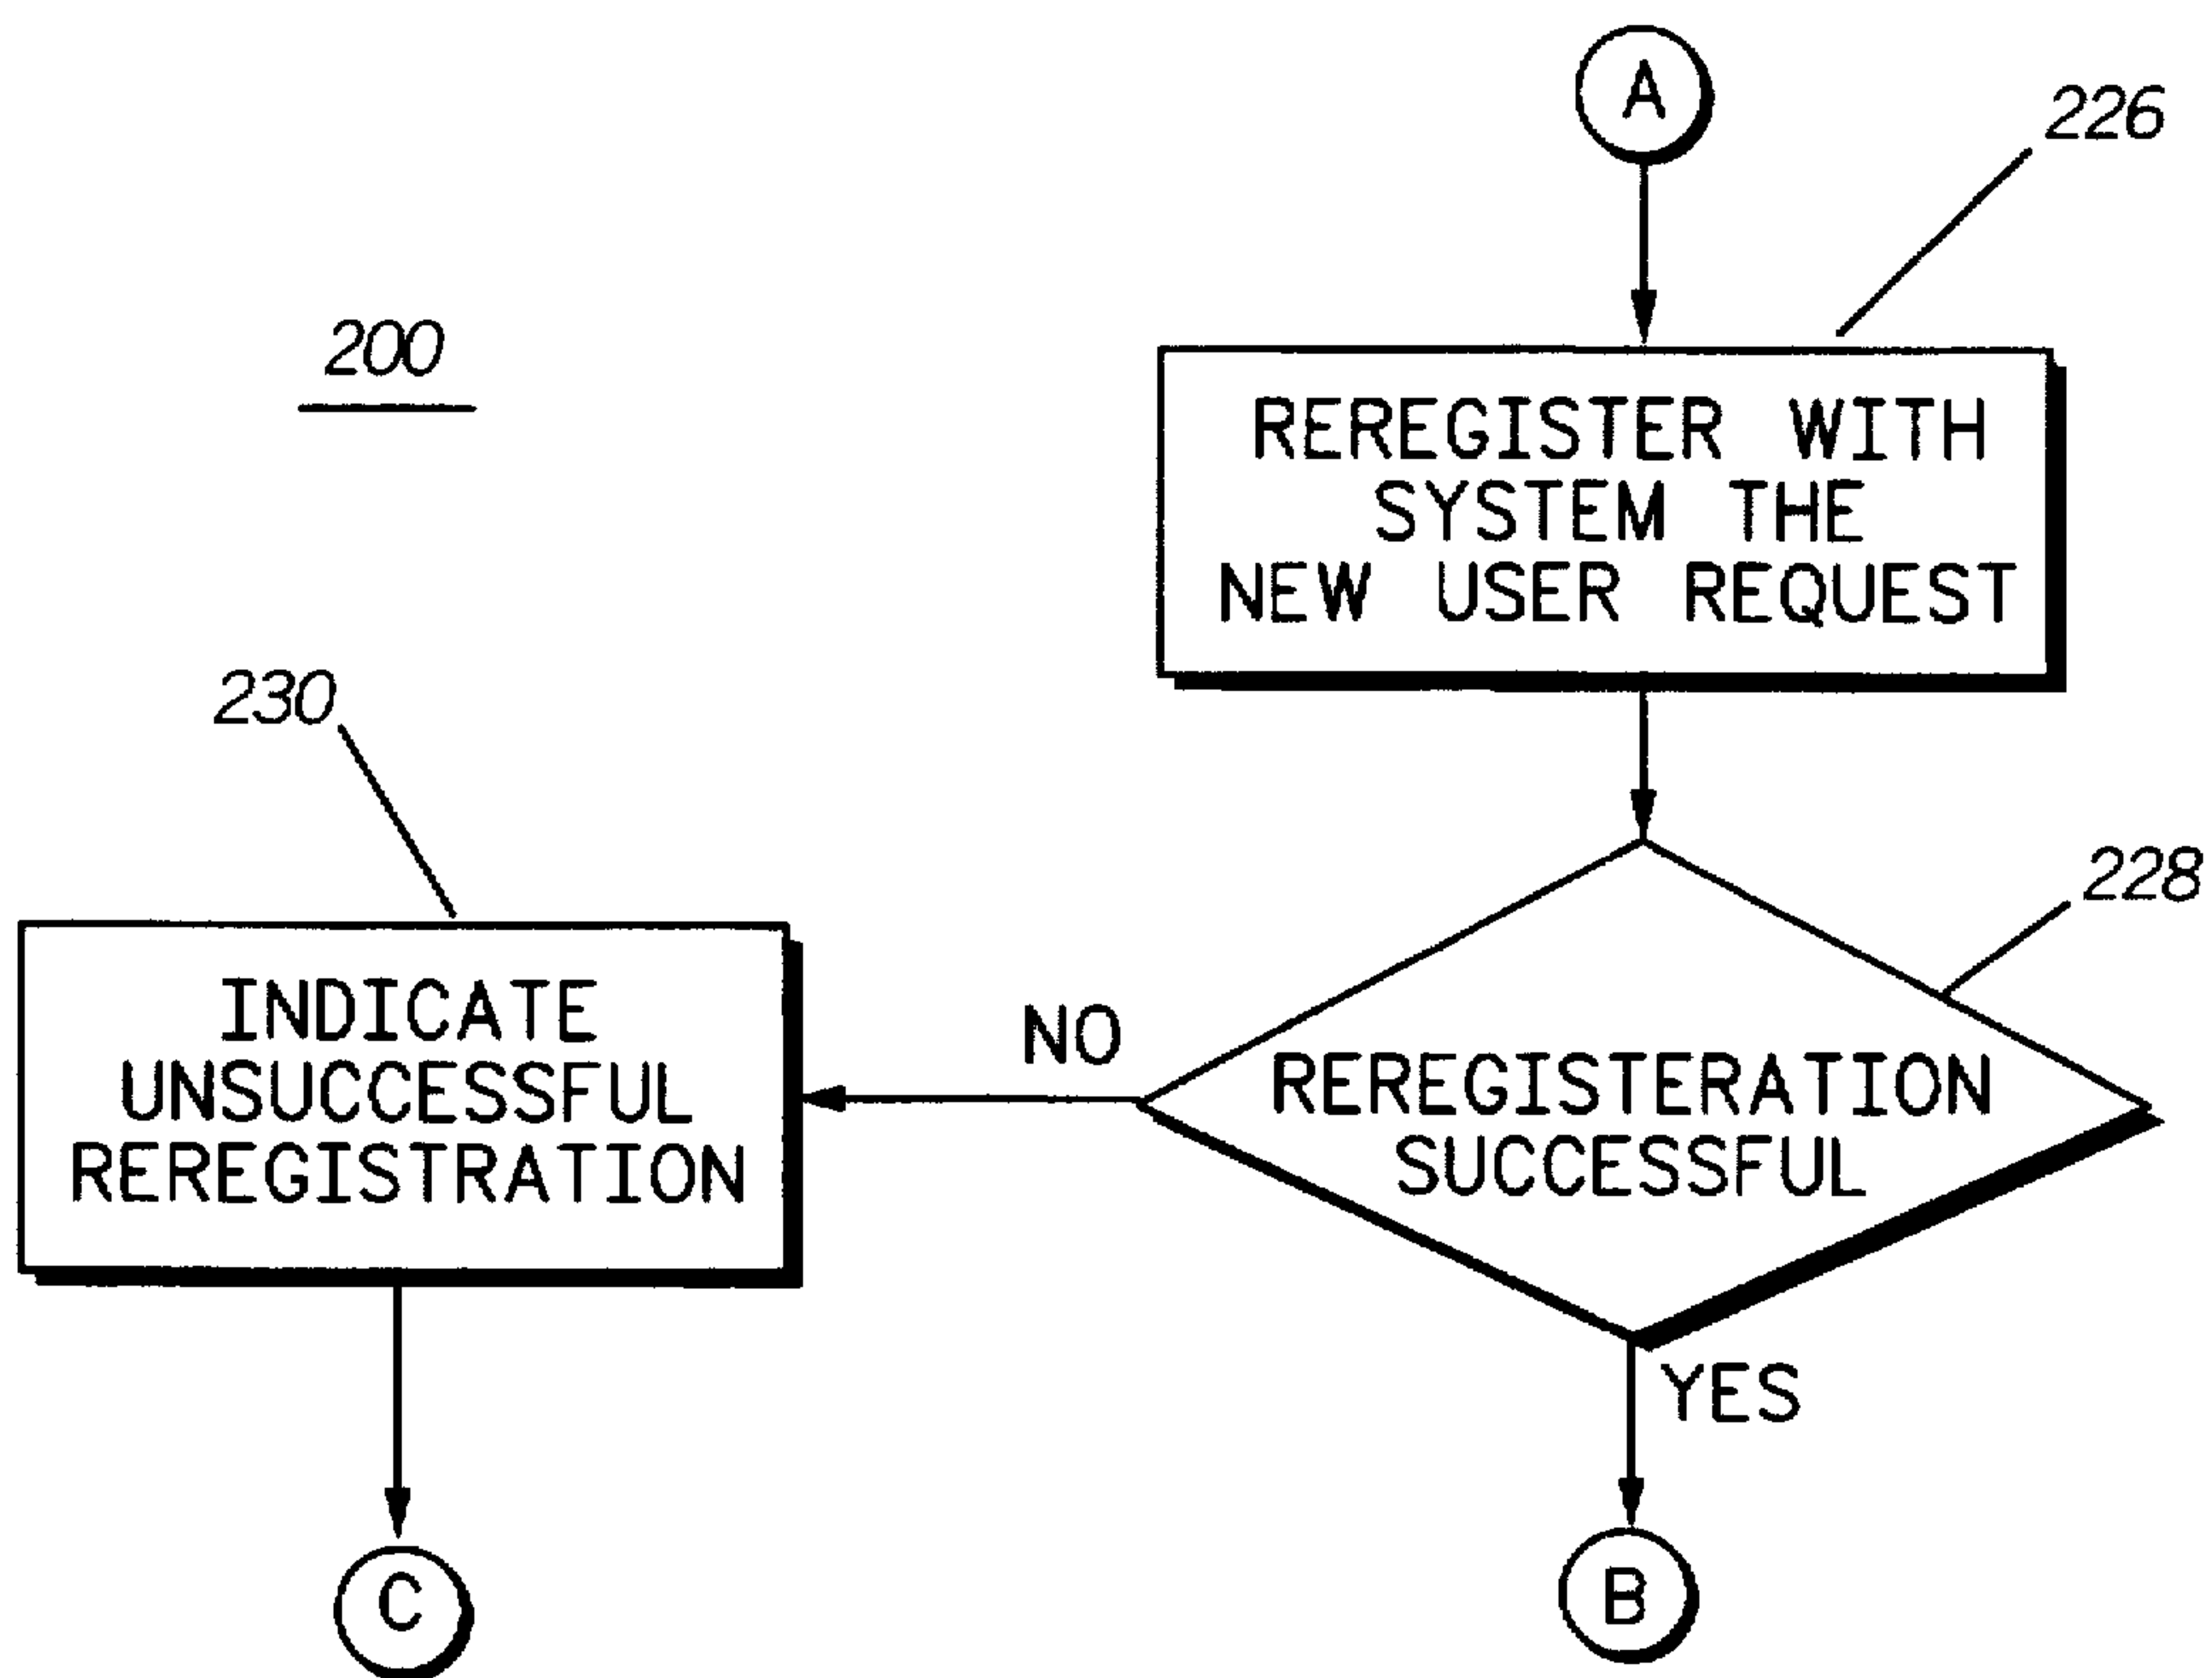 A
226
200
REREGISTER WITH
SYSTEM THE
NEW USER REQUEST
230
228
INDICATE
UNSUCCESSFUL
REREGISTRATION
NO
REREGISTERATION
SUCCESSFUL
YES
C
B